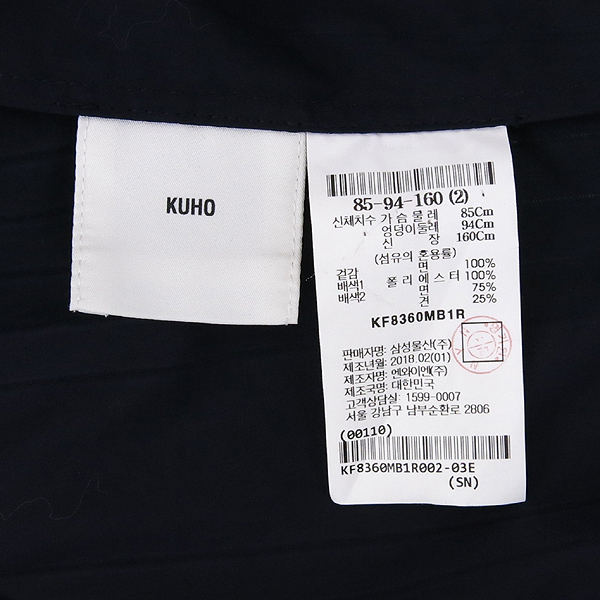 KUHO
85-94-160 (2)
신체치수 가 슴 둘 레 85Cm
엉덩이둘레 94Cm
신 장 160Cm
(섬유의 혼용률)
겉감 면 100%
배색1 폴 리 에 스 터 100%
배색2 면 75%
견 25%
KF8360MB1R
판매자명: 삼성물산(주)
제조년월: 2018.02(01)
제조자명: 엔와이엔(주)
제조국명: 대한민국
고객상담실: 1599-0007
서울 강남구 남부순환로 2806
(00110)
KF8360MB1R002-03E
(SN)